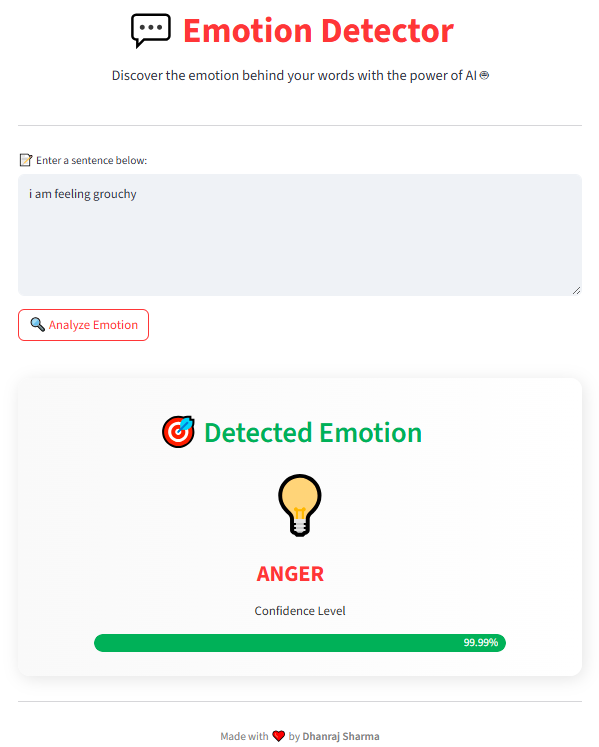 Emotion Detector
Discover the emotion behind your words with the power of AI
Enter a sentence below:
i am feeling grouchy
Analyze Emotion
Detected Emotion
ANGER
Confidence Level
99.99%
Made with ❤️ by Dhanraj Sharma